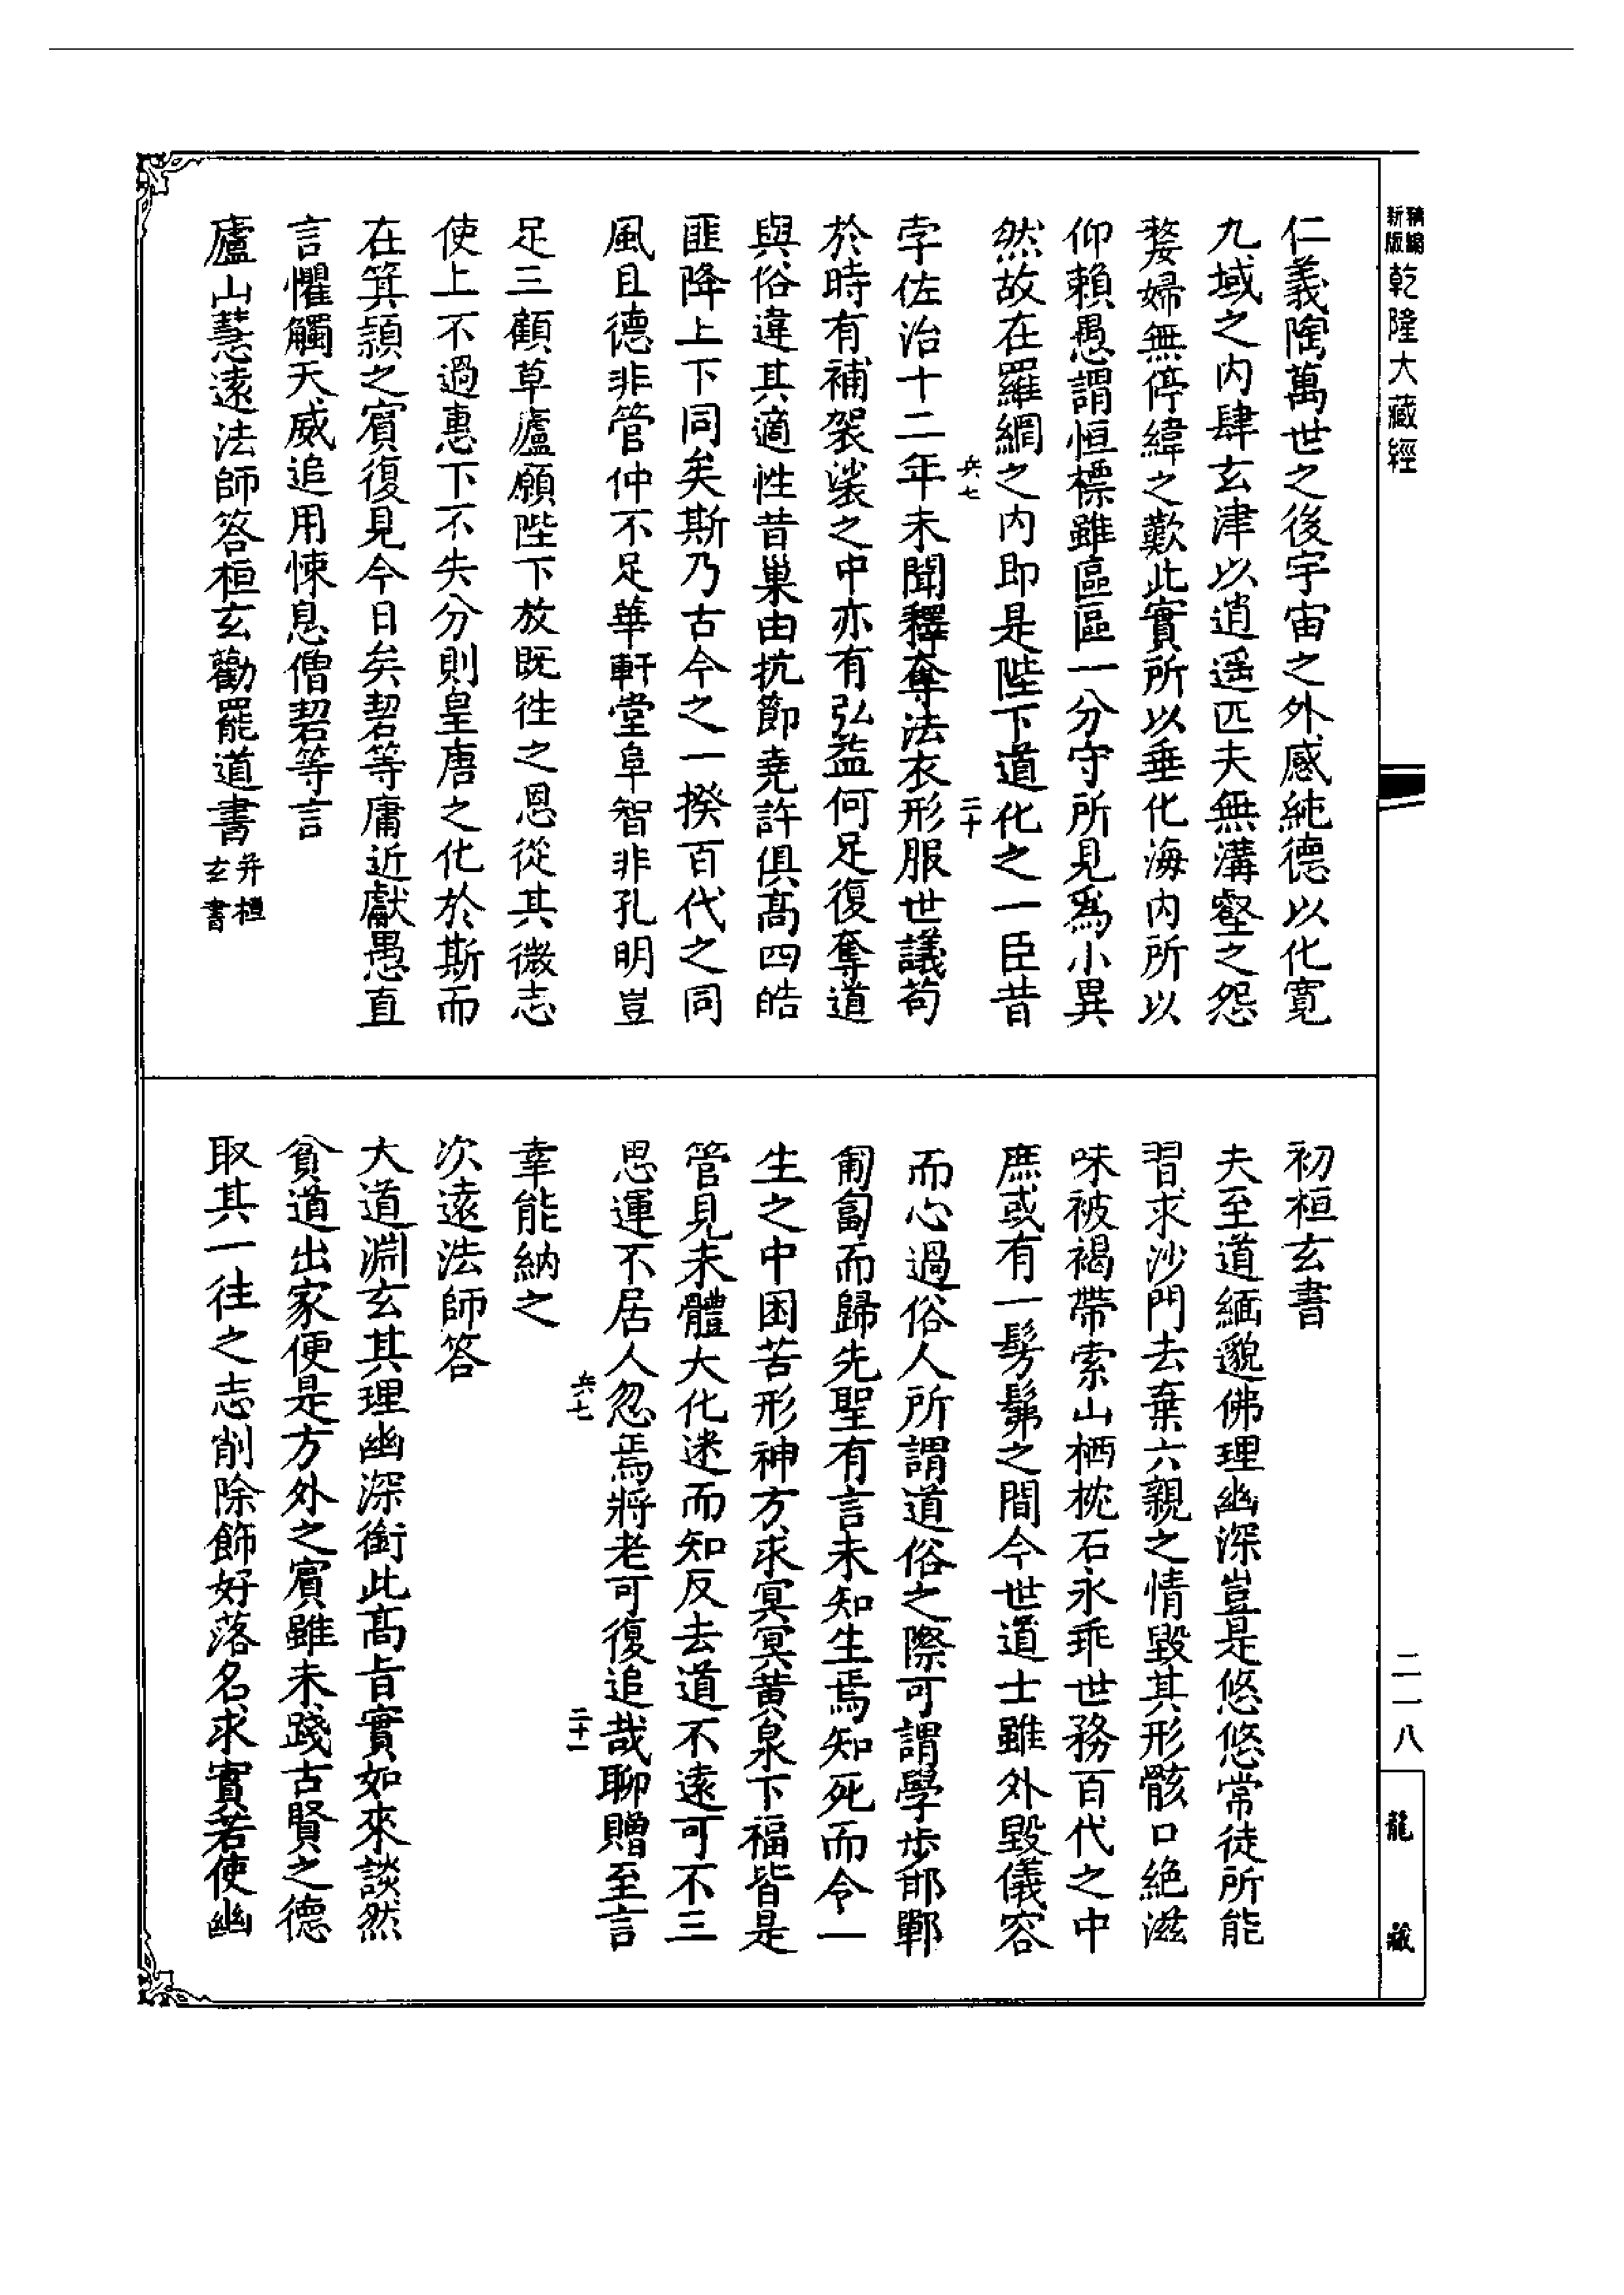 新版
精編
乾隆大藏經
二一八
龍藏
仁義陶萬世之後宇宙之外感純德以化寬
九域之內肆玄津以逍遥匹夫無溝壑之怨
婺婦無停緯之歎此實所以垂化海內所以
仰賴愚謂恒標雖區區一分守所見爲小異
然故在羅網之內即是陛下道化之一臣昔
兵七
二十
孛佐治十二年未聞釋奪法衣形服世議苟
於時有補袈裟之中亦有弘益何足復奪道
與俗違其適性昔巢由抗節堯許俱髙四皓
匪降上下同矣斯乃古今之一揆百代之同
風且德非管仲不足華軒堂阜智非孔明豈
足三顧草廬願陛下放既往之恩從其微志
使上不過惠下不失分則皇唐之化於斯而
在箕潁之賓復見今日矣䂮等庸近獻愚直
言懼觸天威追用悚息僧䂮等言
廬山慧遠法師答桓玄勸罷道書并桓玄書
初桓玄書
夫至道緬邈佛理幽深豈是悠悠常徒所能
習求沙門去棄六親之情毀其形骸口絶滋
味被褐帶索山栖枕石永乖世務百代之中
庶或有一髣髴之間今世道士雖外毀儀容
而心過俗人所謂道俗之際可謂學步邯鄲
匍匐而歸先聖有言未知生焉知死而令一
生之中困苦形神方求冥冥黄泉下福皆是
管見未體大化迷而知反去道不遠可不三
思運不居人忽焉將老可復追哉聊贈至言
兵七
二十一
幸能納之
次遠法師答
大道淵玄其理幽深銜此髙旨實如來談然
貧道出家便是方外之賓雖未踐古賢之德
取其一往之志削除飾好落名求實若使幽